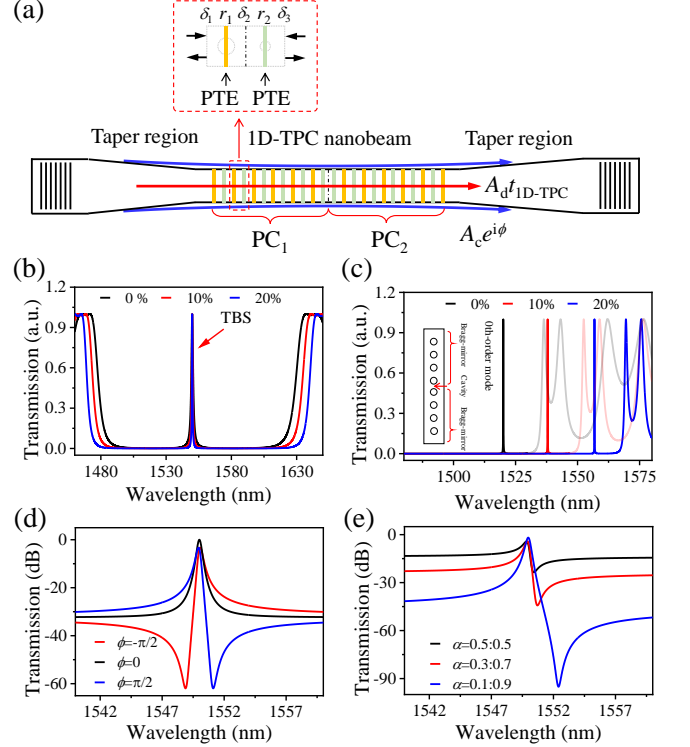 (a)
δ₁ r₁ δ₂ r₂ δ₃
PTE PTE
Taper region 1D-TPC nanobeam Taper region
A_d t_1D-TPC
PC₁ PC₂ A_c e^iϕ
(b)
0 % 10% 20%
TBS
Transmission (a.u.)
1.2
0.9
0.6
0.3
0.0
1480 1530 1580 1630
Wavelength (nm)
(c)
0% 10% 20%
Bragg-mirror
Cavity
Bragg-mirror
0th-order mode
Transmission (a.u.)
1.2
0.9
0.6
0.3
0.0
1500 1525 1550 1575
Wavelength (nm)
(d)
Transmission (dB)
0
-20
-40
-60
ϕ=-π/2
ϕ=0
ϕ=π/2
1542 1547 1552 1557
Wavelength (nm)
(e)
Transmission (dB)
0
-30
-60
-90
α=0.5:0.5
α=0.3:0.7
α=0.1:0.9
1542 1547 1552 1557
Wavelength (nm)